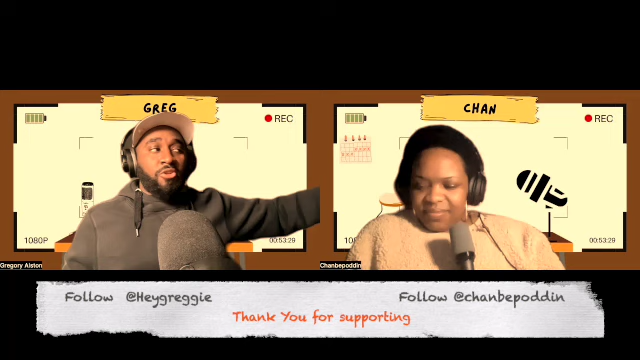 GREG
REC
1080P
00:53:29
Gregory Alston
CHAN
REC
10
00:53:29
Chanbepoddin
Follow @Heygreggie
Follow @chanbepoddin
Thank You for supporting